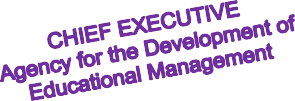 CHIEF EXECUTIVE
Agency for the Development of
Educational Management